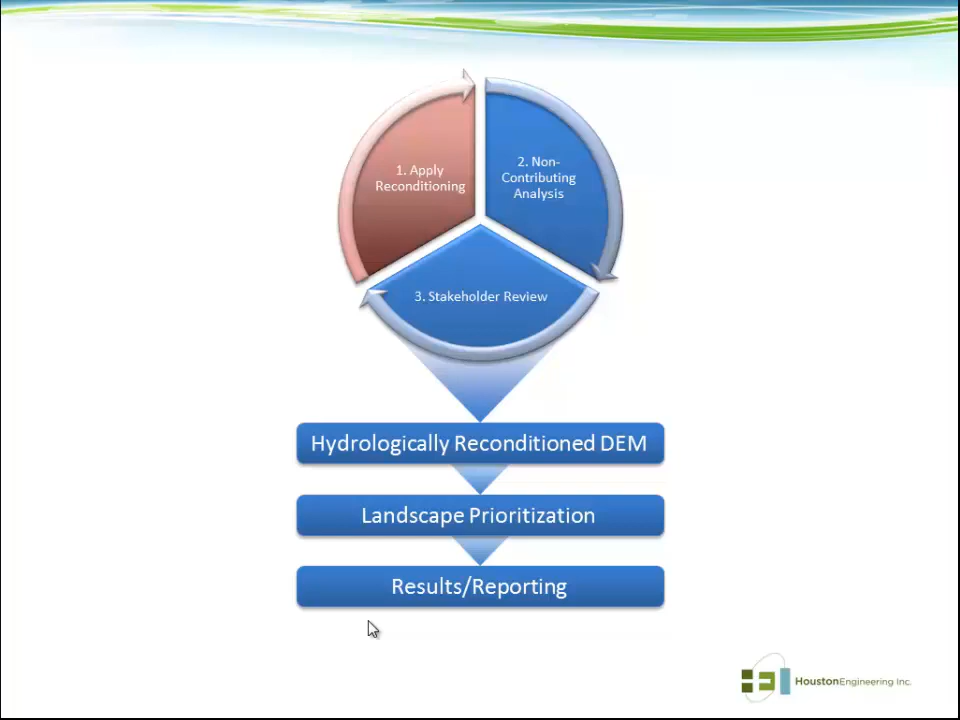 1. Apply
Reconditioning
2. Non-
Contributing
Analysis
3. Stakeholder Review
Hydrologically Reconditioned DEM
Landscape Prioritization
Results/Reporting
HoustonEngineering Inc.